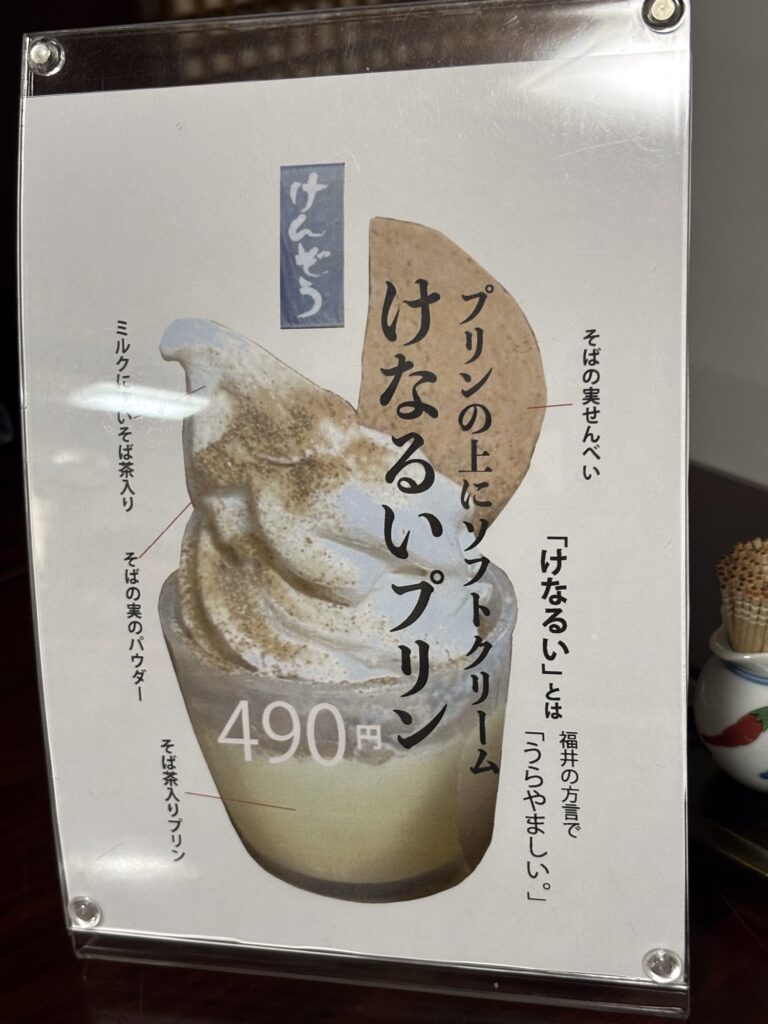 けんぞう
プリンの上にソフトクリーム
けなるいプリン
そばの実せんべい
「けなるい」とは
福井の方言で
「うらやましい。」
ミルクに
いそば茶入り
そばの実のパウダー
490円
そば茶入りプリン